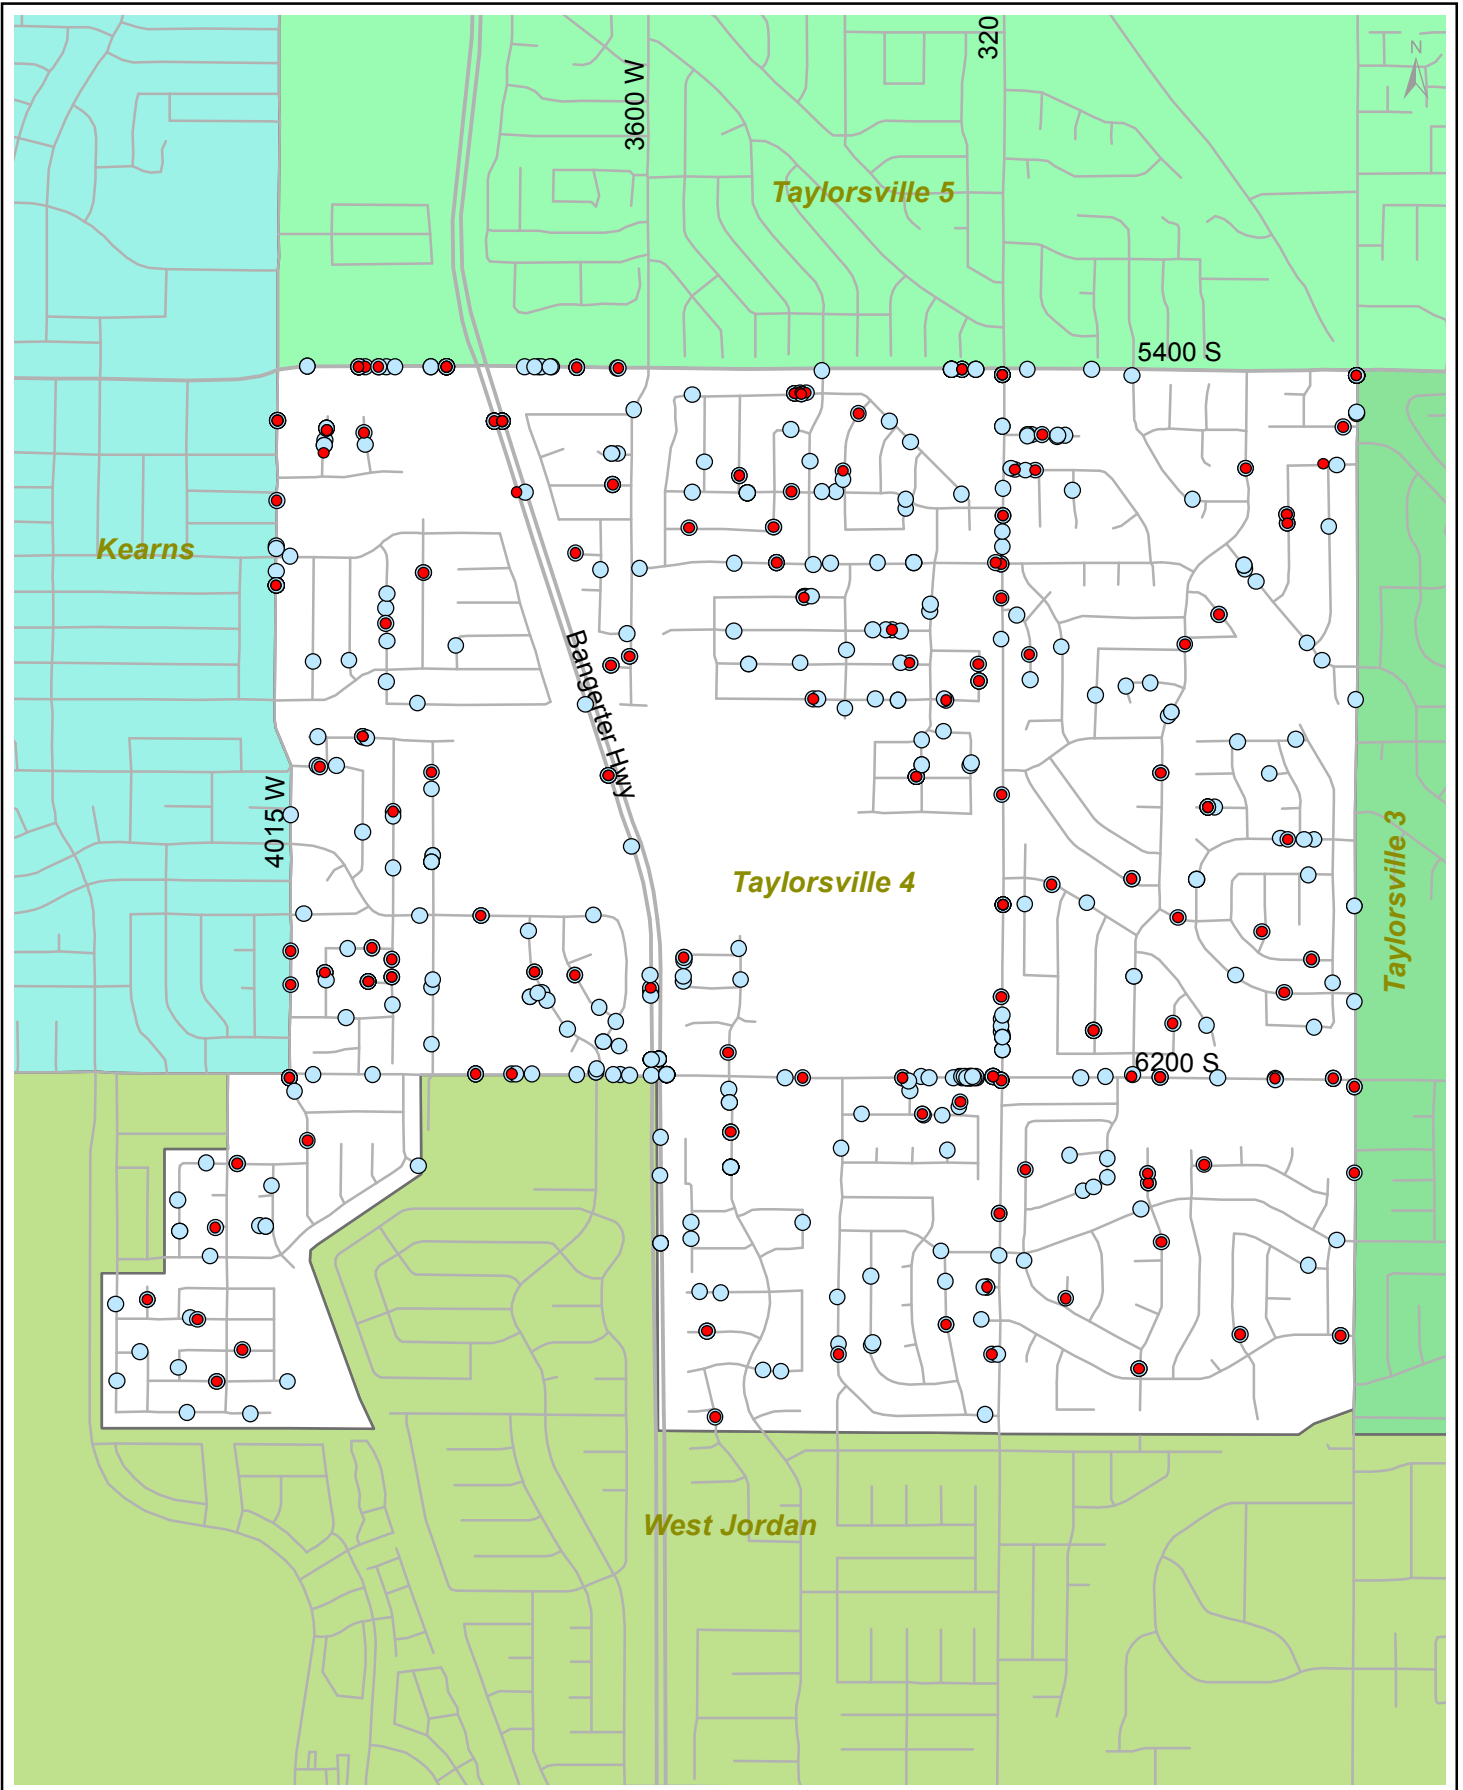 N
3600 W
320
Taylorsville 5
5400 S
Kearns
Bangerter Hwy
4015 W
Taylorsville 4
Taylorsville 3
6200 S
West Jordan